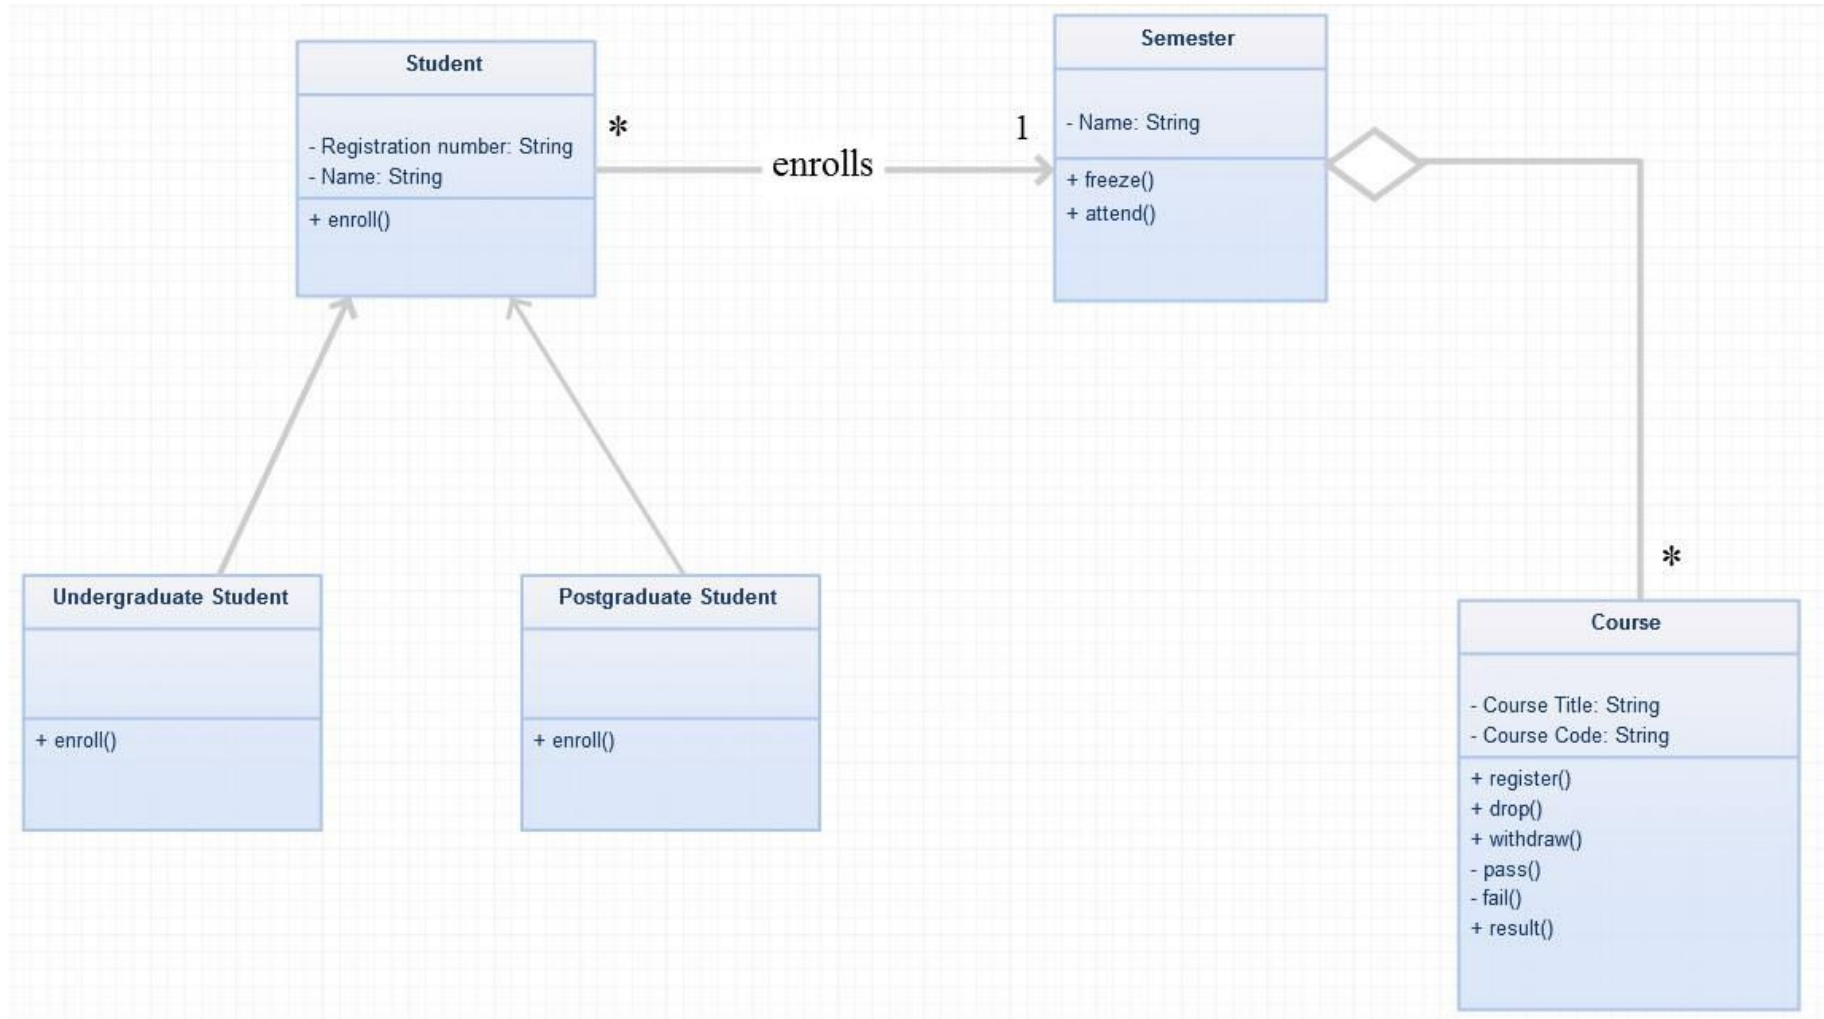 Student
- Registration number: String
- Name: String
+ enroll()
*
enrolls
1
Semester
- Name: String
+ freeze()
+ attend()
Undergraduate Student
+ enroll()
Postgraduate Student
+ enroll()
*
Course
- Course Title: String
- Course Code: String
+ register()
+ drop()
+ withdraw()
- pass()
- fail()
+ result()